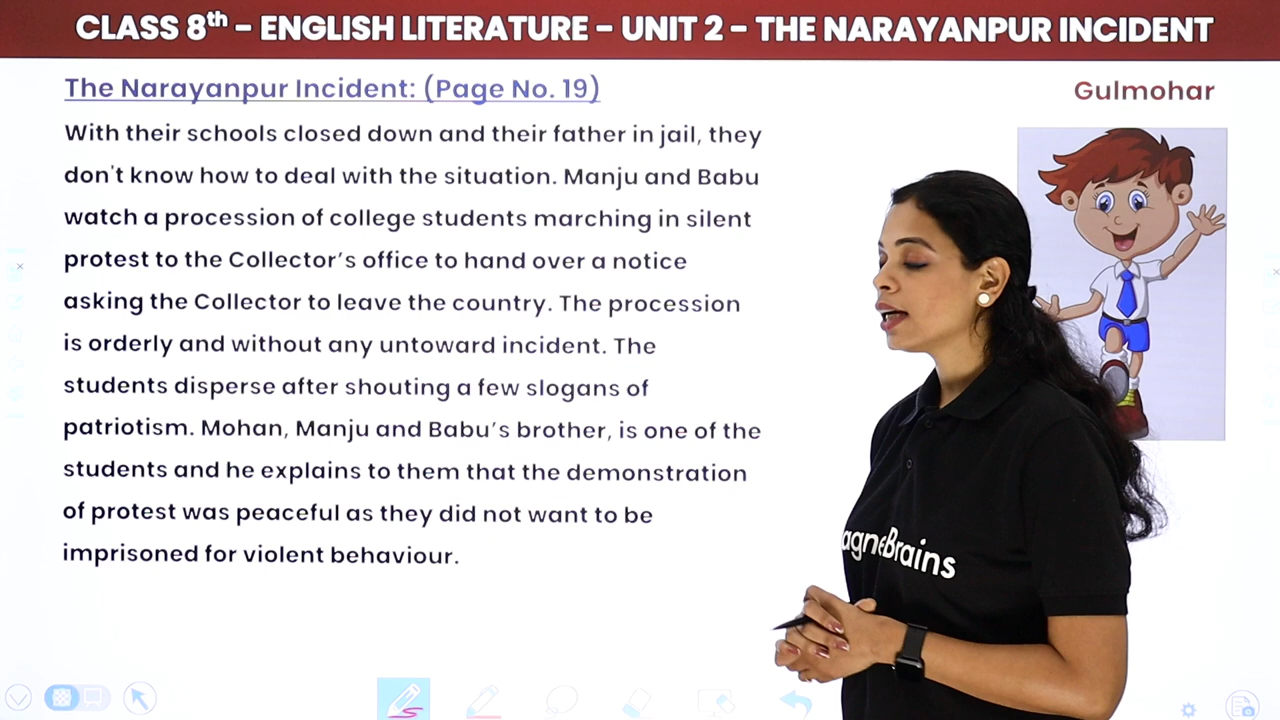 CLASS 8th – ENGLISH LITERATURE – UNIT 2 – THE NARAYANPUR INCIDENT
The Narayanpur Incident: (Page No. 19)
Gulmohar
With their schools closed down and their father in jail, they
don't know how to deal with the situation. Manju and Babu
watch a procession of college students marching in silent
protest to the Collector's office to hand over a notice
asking the Collector to leave the country. The procession
is orderly and without any untoward incident. The
students disperse after shouting a few slogans of
patriotism. Mohan, Manju and Babu's brother, is one of the
students and he explains to them that the demonstration
of protest was peaceful as they did not want to be
imprisoned for violent behaviour.
agneBrains